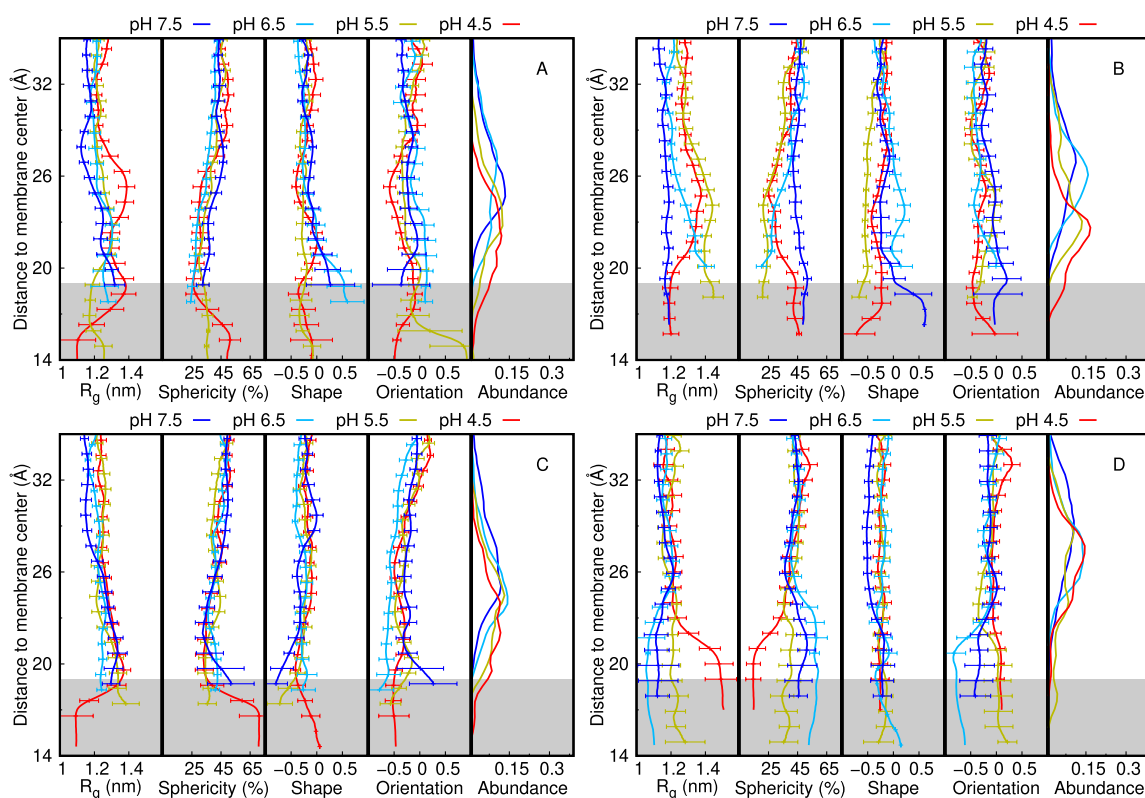 pH 7.5 pH 6.5 pH 5.5 pH 4.5
pH 7.5 pH 6.5 pH 5.5 pH 4.5
A
B
Distance to membrane center (Å)
32
26
20
14
Distance to membrane center (Å)
32
26
20
14
1 1.2 1.4 25 45 65 −0.5 0 0.5 −0.5 0 0.5 0.15 0.3
Rg (nm) Sphericity (%) Shape Orientation Abundance
1 1.2 1.4 25 45 65 −0.5 0 0.5 −0.5 0 0.5 0.15 0.3
Rg (nm) Sphericity (%) Shape Orientation Abundance
pH 7.5 pH 6.5 pH 5.5 pH 4.5
pH 7.5 pH 6.5 pH 5.5 pH 4.5
C
D
Distance to membrane center (Å)
32
26
20
14
Distance to membrane center (Å)
32
26
20
14
1 1.2 1.4 25 45 65 −0.5 0 0.5 −0.5 0 0.5 0.15 0.3
Rg (nm) Sphericity (%) Shape Orientation Abundance
1 1.2 1.4 25 45 65 −0.5 0 0.5 −0.5 0 0.5 0.15 0.3
Rg (nm) Sphericity (%) Shape Orientation Abundance